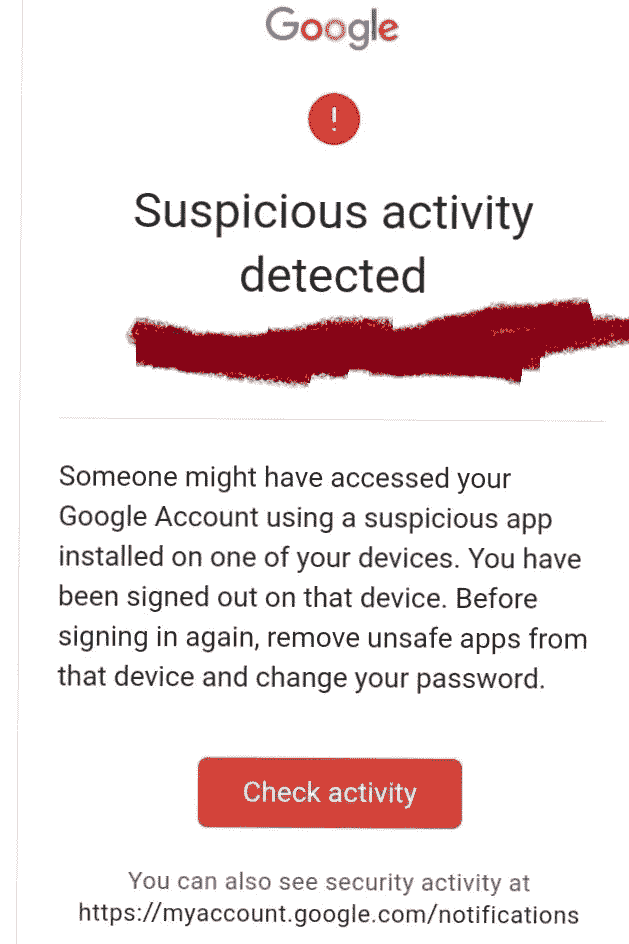 Google
!
Suspicious activity
detected
Someone might have accessed your
Google Account using a suspicious app
installed on one of your devices. You have
been signed out on that device. Before
signing in again, remove unsafe apps from
that device and change your password.
Check activity
You can also see security activity at
https://myaccount.google.com/notifications